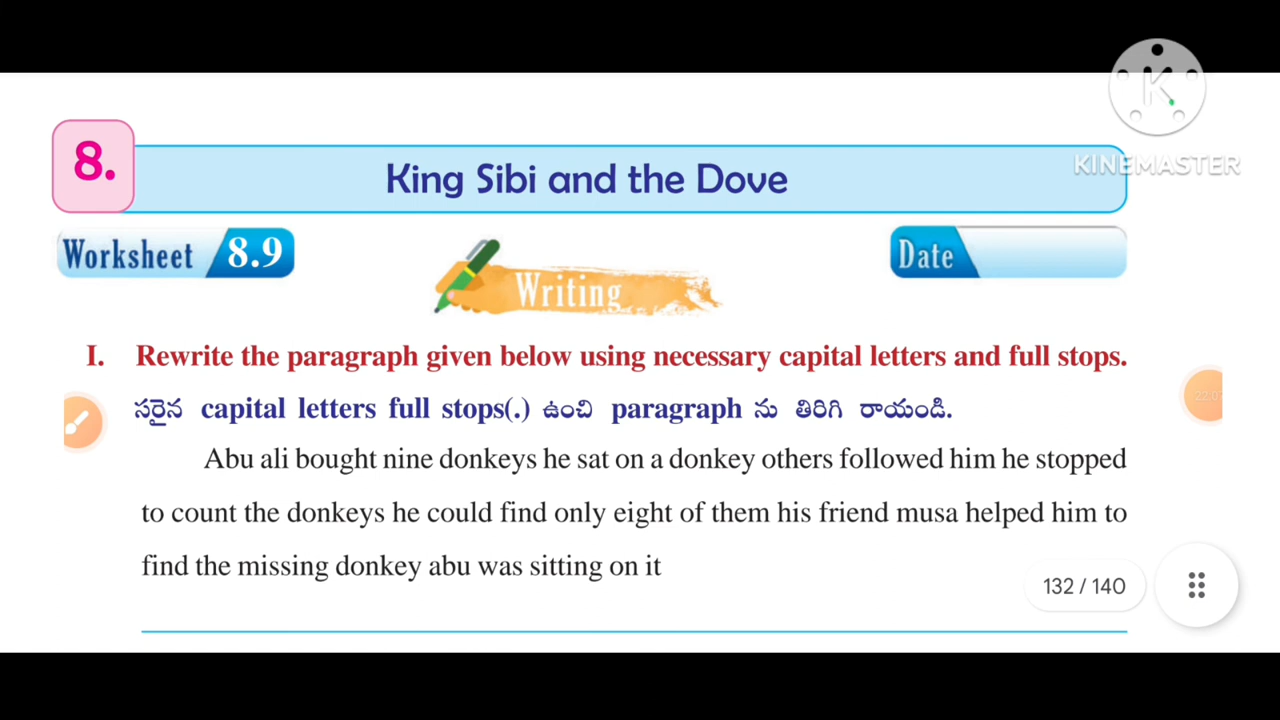 KINEMASTER
8.
King Sibi and the Dove
Worksheet 8.9
Date
Writing
I. Rewrite the paragraph given below using necessary capital letters and full stops.
సరైన capital letters full stops(.) ఉంచి paragraph ను తిరిగి రాయండి.
22:07
Abu ali bought nine donkeys he sat on a donkey others followed him he stopped
to count the donkeys he could find only eight of them his friend musa helped him to
find the missing donkey abu was sitting on it
132 / 140